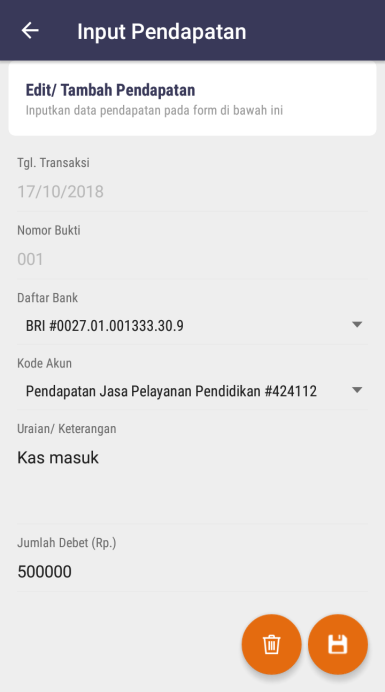 Input Pendapatan
Edit/ Tambah Pendapatan
Inputkan data pendapatan pada form di bawah ini
Tgl. Transaksi
17/10/2018
Nomor Bukti
001
Daftar Bank
BRI #0027.01.001333.30.9
Kode Akun
Pendapatan Jasa Pelayanan Pendidikan #424112
Uraian/ Keterangan
Kas masuk
Jumlah Debet (Rp.)
500000